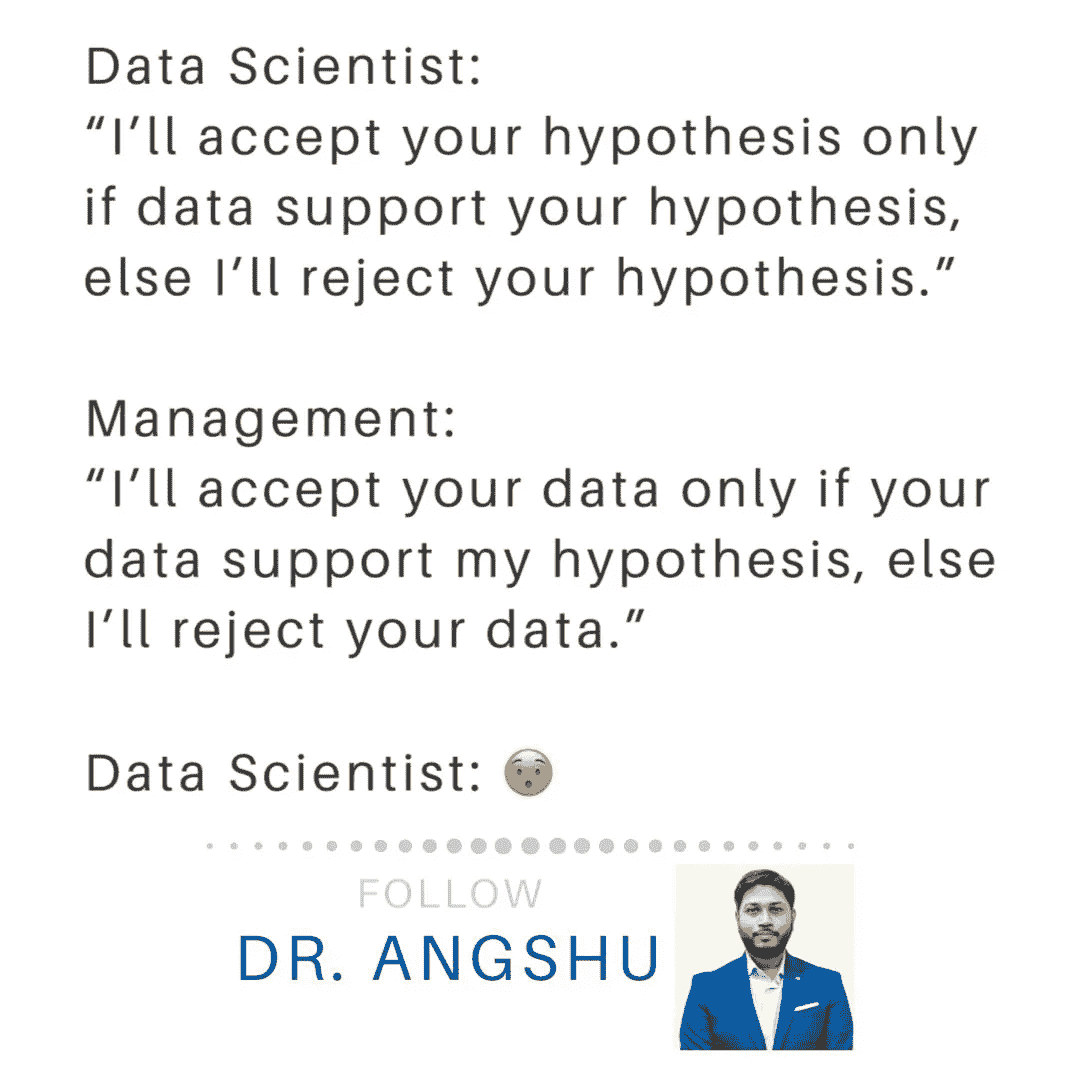 Data Scientist:
“I’ll accept your hypothesis only
if data support your hypothesis,
else I’ll reject your hypothesis.”
Management:
“I’ll accept your data only if your
data support my hypothesis, else
I’ll reject your data.”
Data Scientist: 😯
FOLLOW
DR. ANGSHU